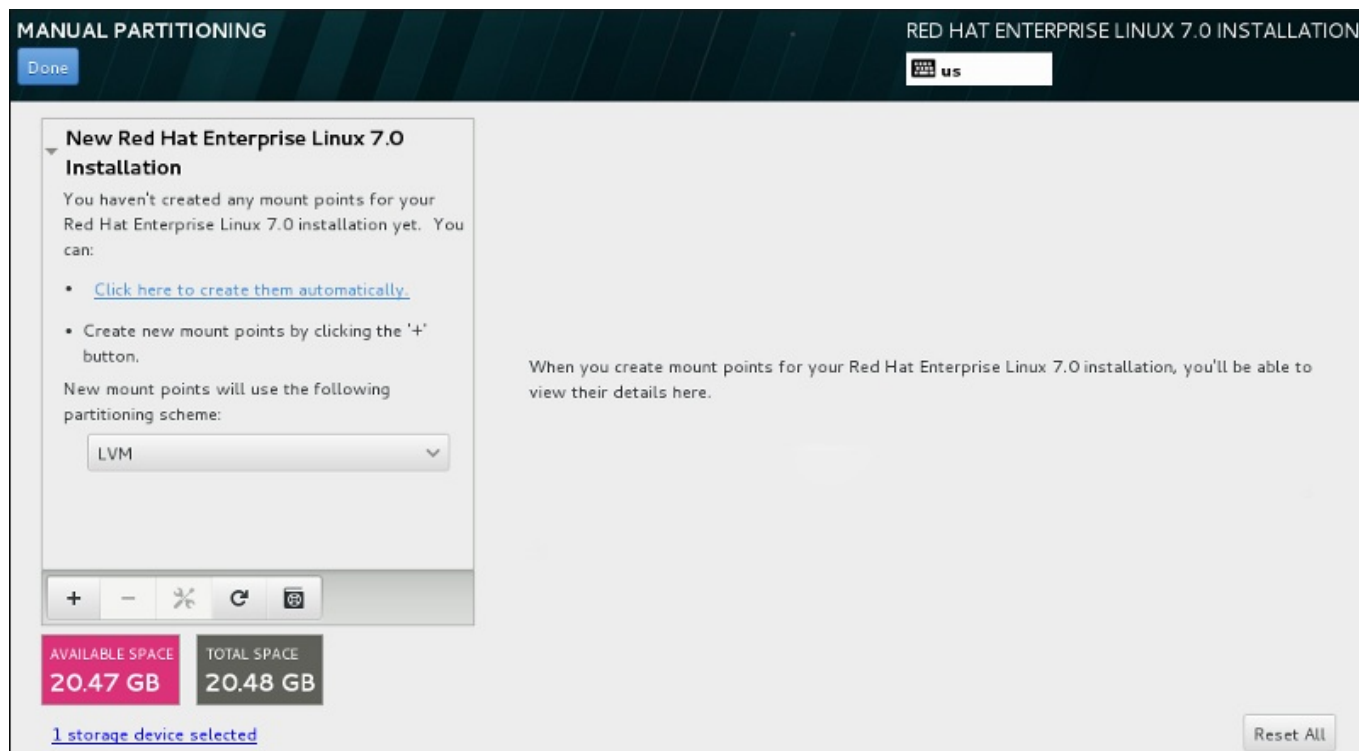 MANUAL PARTITIONING
RED HAT ENTERPRISE LINUX 7.0 INSTALLATION
Done
us
New Red Hat Enterprise Linux 7.0
Installation
You haven't created any mount points for your
Red Hat Enterprise Linux 7.0 installation yet. You
can:
• Click here to create them automatically.
• Create new mount points by clicking the '+'
button.
New mount points will use the following
partitioning scheme:
LVM
When you create mount points for your Red Hat Enterprise Linux 7.0 installation, you'll be able to
view their details here.
+ −
AVAILABLE SPACE
20.47 GB
TOTAL SPACE
20.48 GB
1 storage device selected
Reset All